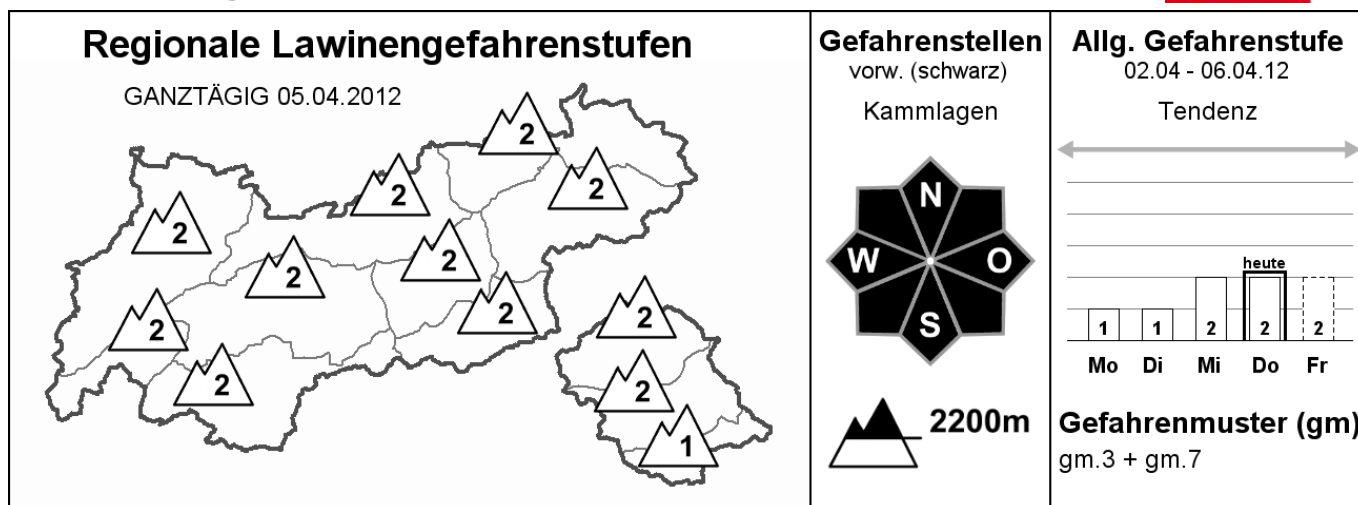 Regionale Lawinengefahrenstufen
GANZTÄGIG 05.04.2012
2
2
2
2
2
2
2
2
2
2
2
2
1
Gefahrenstellen
vorw. (schwarz)
Kammlagen
N
W
O
S
2200m
Allg. Gefahrenstufe
02.04 - 06.04.12
Tendenz
heute
1 1 2 2 2
Mo Di Mi Do Fr
Gefahrenmuster (gm)
gm.3 + gm.7